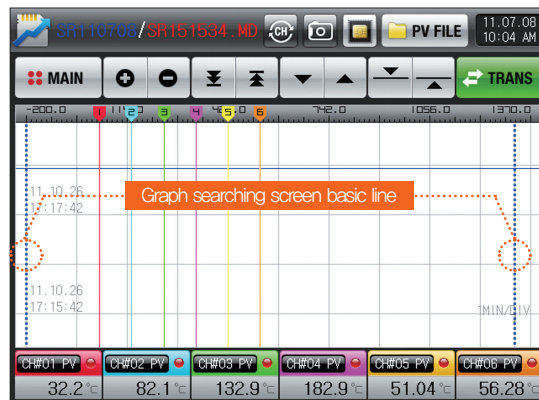 SR110708/SR151534.MD CH PV FILE 11.07.08
10:04 AM
MAIN TRANS
-200.0 742.0 1056.0 1370.0
1 2 3 4 5 6
11.10.26
17:17:42
Graph searching screen basic line
11.10.26
17:15:42
1MIN/DIV
CH#01 PV CH#02 PV CH#03 PV CH#04 PV CH#05 PV CH#06 PV
32.2℃ 82.1℃ 132.9℃ 182.9℃ 51.04℃ 56.28℃